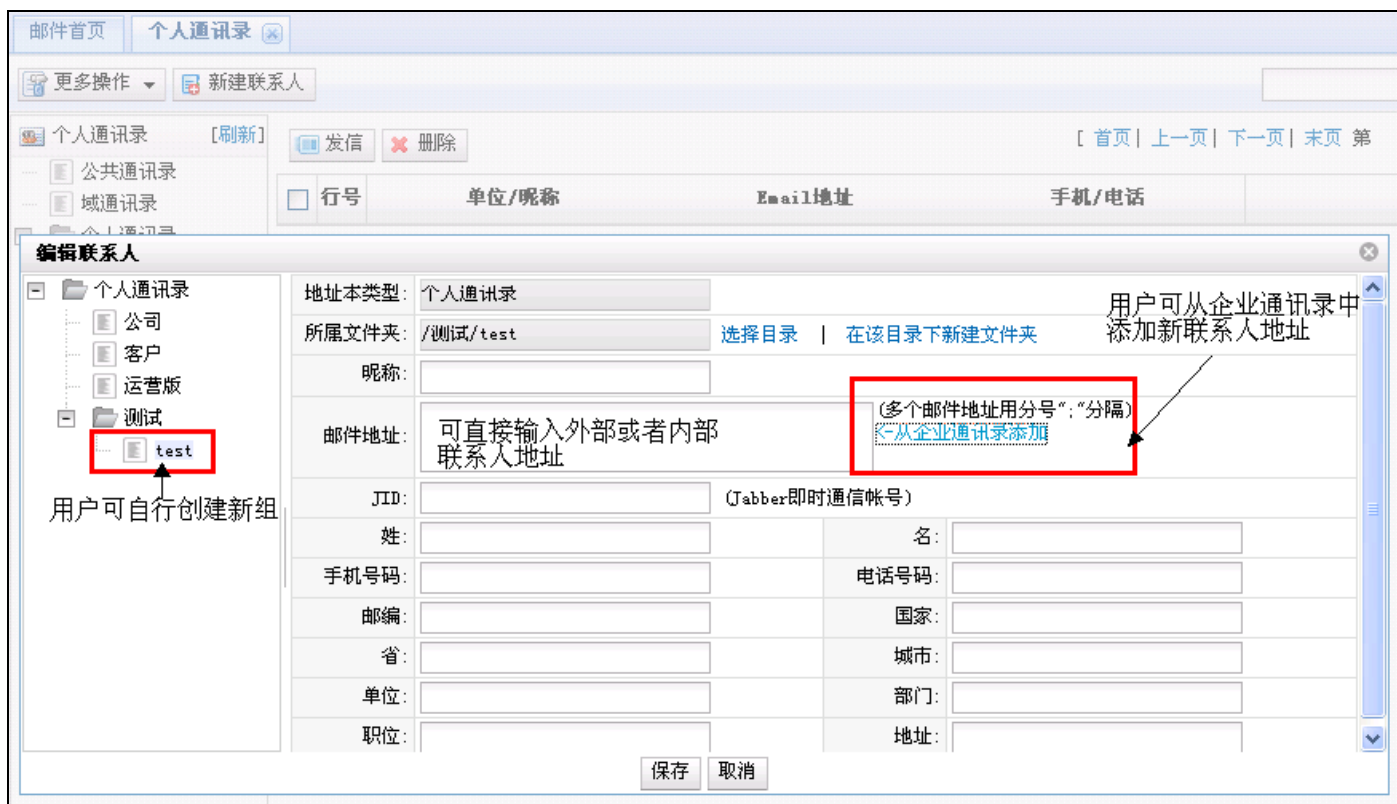 邮件首页 个人通讯录
更多操作 新建联系人
个人通讯录 [刷新] 发信 删除 [ 首页| 上一页| 下一页| 末页 第
公共通讯录
域通讯录
行号 单位/昵称 Email地址 手机/电话
个人通讯录
编辑联系人
个人通讯录
公司
客户
运营版
测试
test
用户可自行创建新组
地址本类型: 个人通讯录
用户可从企业通讯录中
添加新联系人地址
所属文件夹: /测试/test 选择目录 | 在该目录下新建文件夹
昵称:
(多个邮件地址用分号";"分隔)
邮件地址: 可直接输入外部或者内部
联系人地址
<-从企业通讯录添加
JID: (Jabber即时通信帐号)
姓: 名:
手机号码: 电话号码:
邮编: 国家:
省: 城市:
单位: 部门:
职位: 地址:
保存 取消